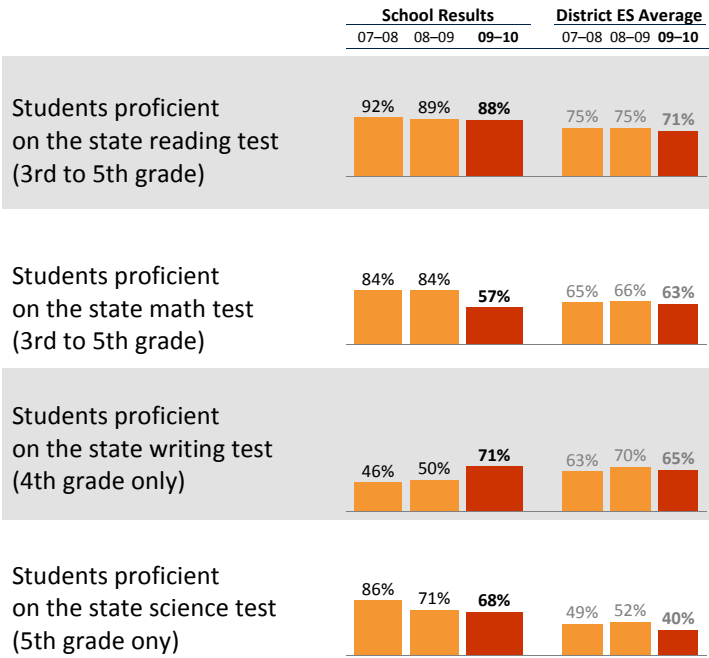 School Results District ES Average
07–08 08–09 09–10 07–08 08–09 09–10
Students proficient
on the state reading test
(3rd to 5th grade)
92% 89% 88% 75% 75% 71%
Students proficient
on the state math test
(3rd to 5th grade)
84% 84% 57% 65% 66% 63%
Students proficient
on the state writing test
(4th grade only)
46% 50% 71% 63% 70% 65%
Students proficient
on the state science test
(5th grade ony)
86% 71% 68% 49% 52% 40%